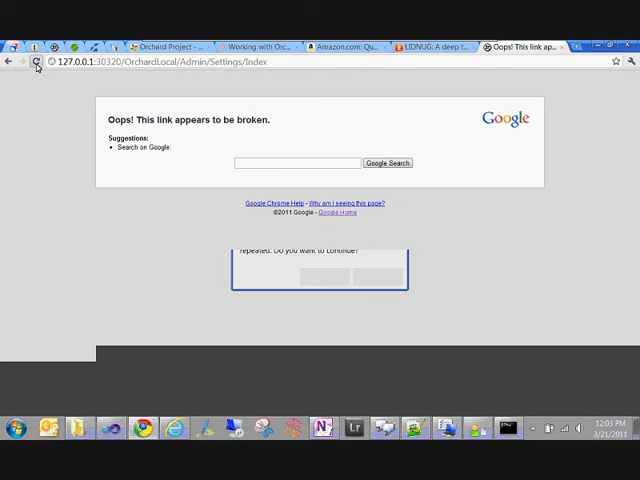 Orchard Project -
Working with Orc...
Amazon.com: Qu...
LIDNUG: A deep t...
Oops! This link ap...
127.0.0.1:30320/OrchardLocal/Admin/Settings/Index
Oops! This link appears to be broken.
Google
Suggestions:
Search on Google:
Google Search
Google Chrome Help - Why am I seeing this page?
©2011 Google - Google Home
repeated. Do you want to continue?
Lr
12:03 PM
3/21/2011